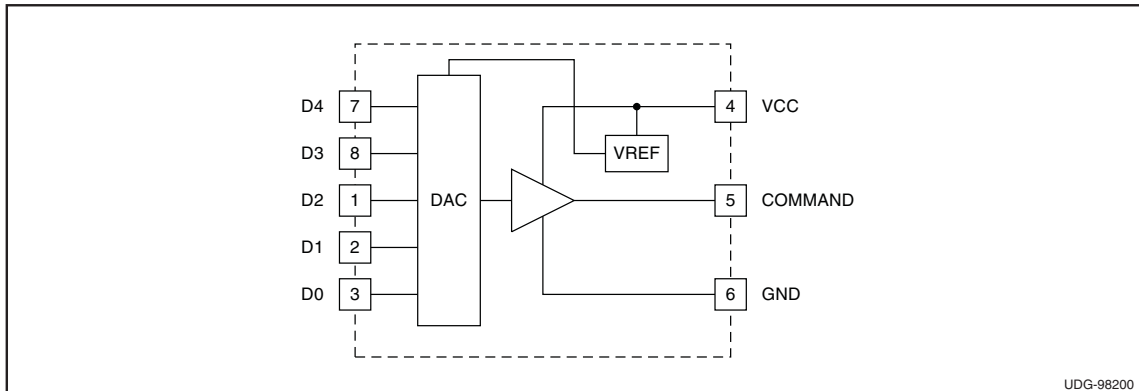 D4 7
D3 8
D2 1
D1 2
D0 3
DAC
VREF
4 VCC
5 COMMAND
6 GND
UDG-98200